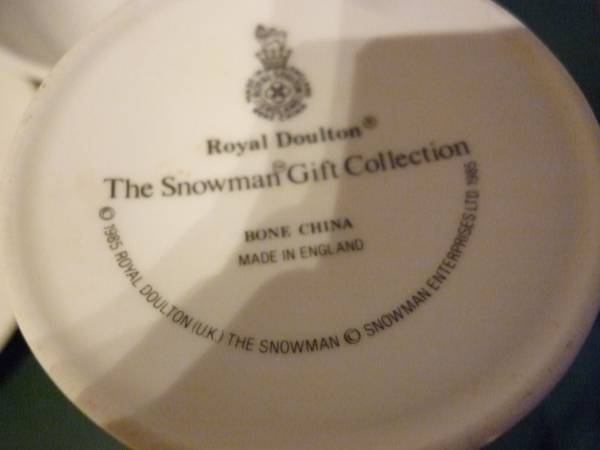 Royal Doulton®
The Snowman© Gift Collection
BONE CHINA
MADE IN ENGLAND
© 1985 ROYAL DOULTON (U.K.) THE SNOWMAN © SNOWMAN ENTERPRISES LTD 1985